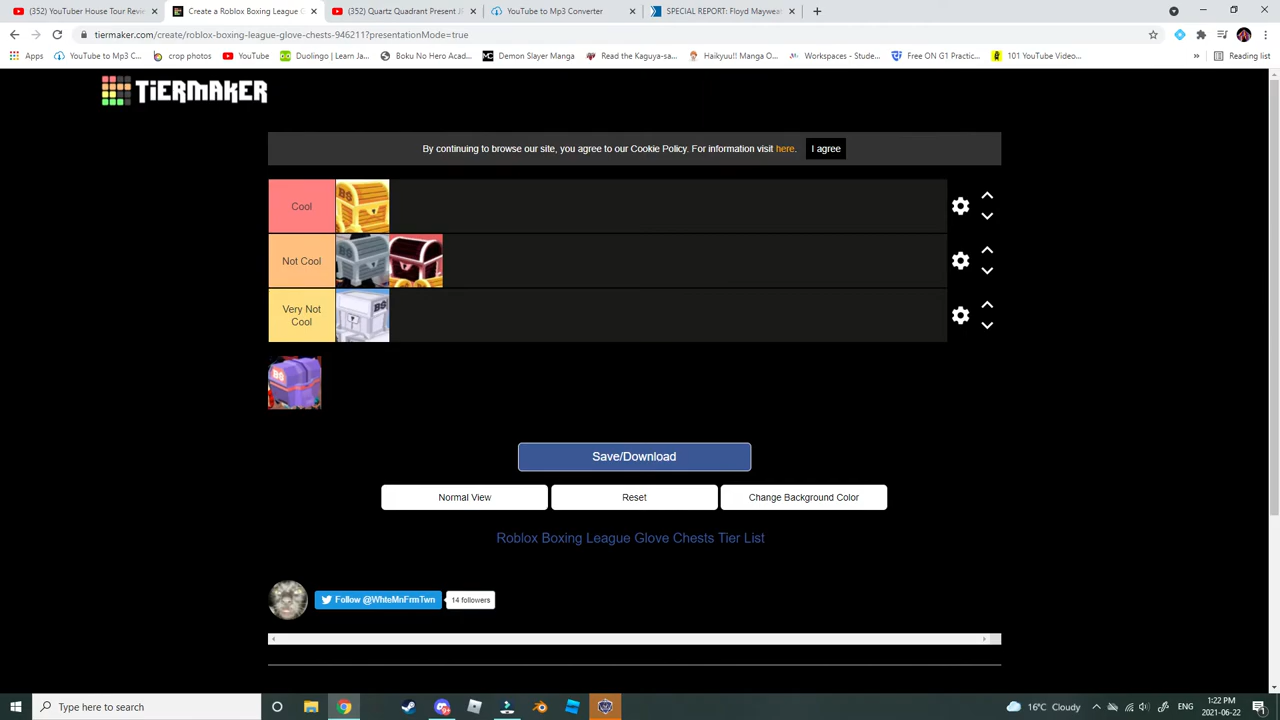 (352) YouTuber House Tour Revie
Create a Roblox Boxing League G
(352) Quartz Quadrant Present JP
YouTube to Mp3 Converter
SPECIAL REPORT: Floyd Mayweat
tiermaker.com/create/roblox-boxing-league-glove-chests-946211?presentationMode=true
Apps
YouTube to Mp3 C...
crop photos
YouTube
Duolingo | Learn Ja...
Boku No Hero Acad...
Demon Slayer Manga
Read the Kaguya-sa...
Haikyuu!! Manga O...
Workspaces - Stude...
Free ON G1 Practic...
101 YouTube Video...
Reading list
TiERMAKER
By continuing to browse our site, you agree to our Cookie Policy. For information visit here.
I agree
Cool
Not Cool
Very Not
Cool
Save/Download
Normal View
Reset
Change Background Color
Roblox Boxing League Glove Chests Tier List
Follow @WhteMnFrmTwn
14 followers
Type here to search
16°C Cloudy
ENG
1:22 PM
2021-06-22